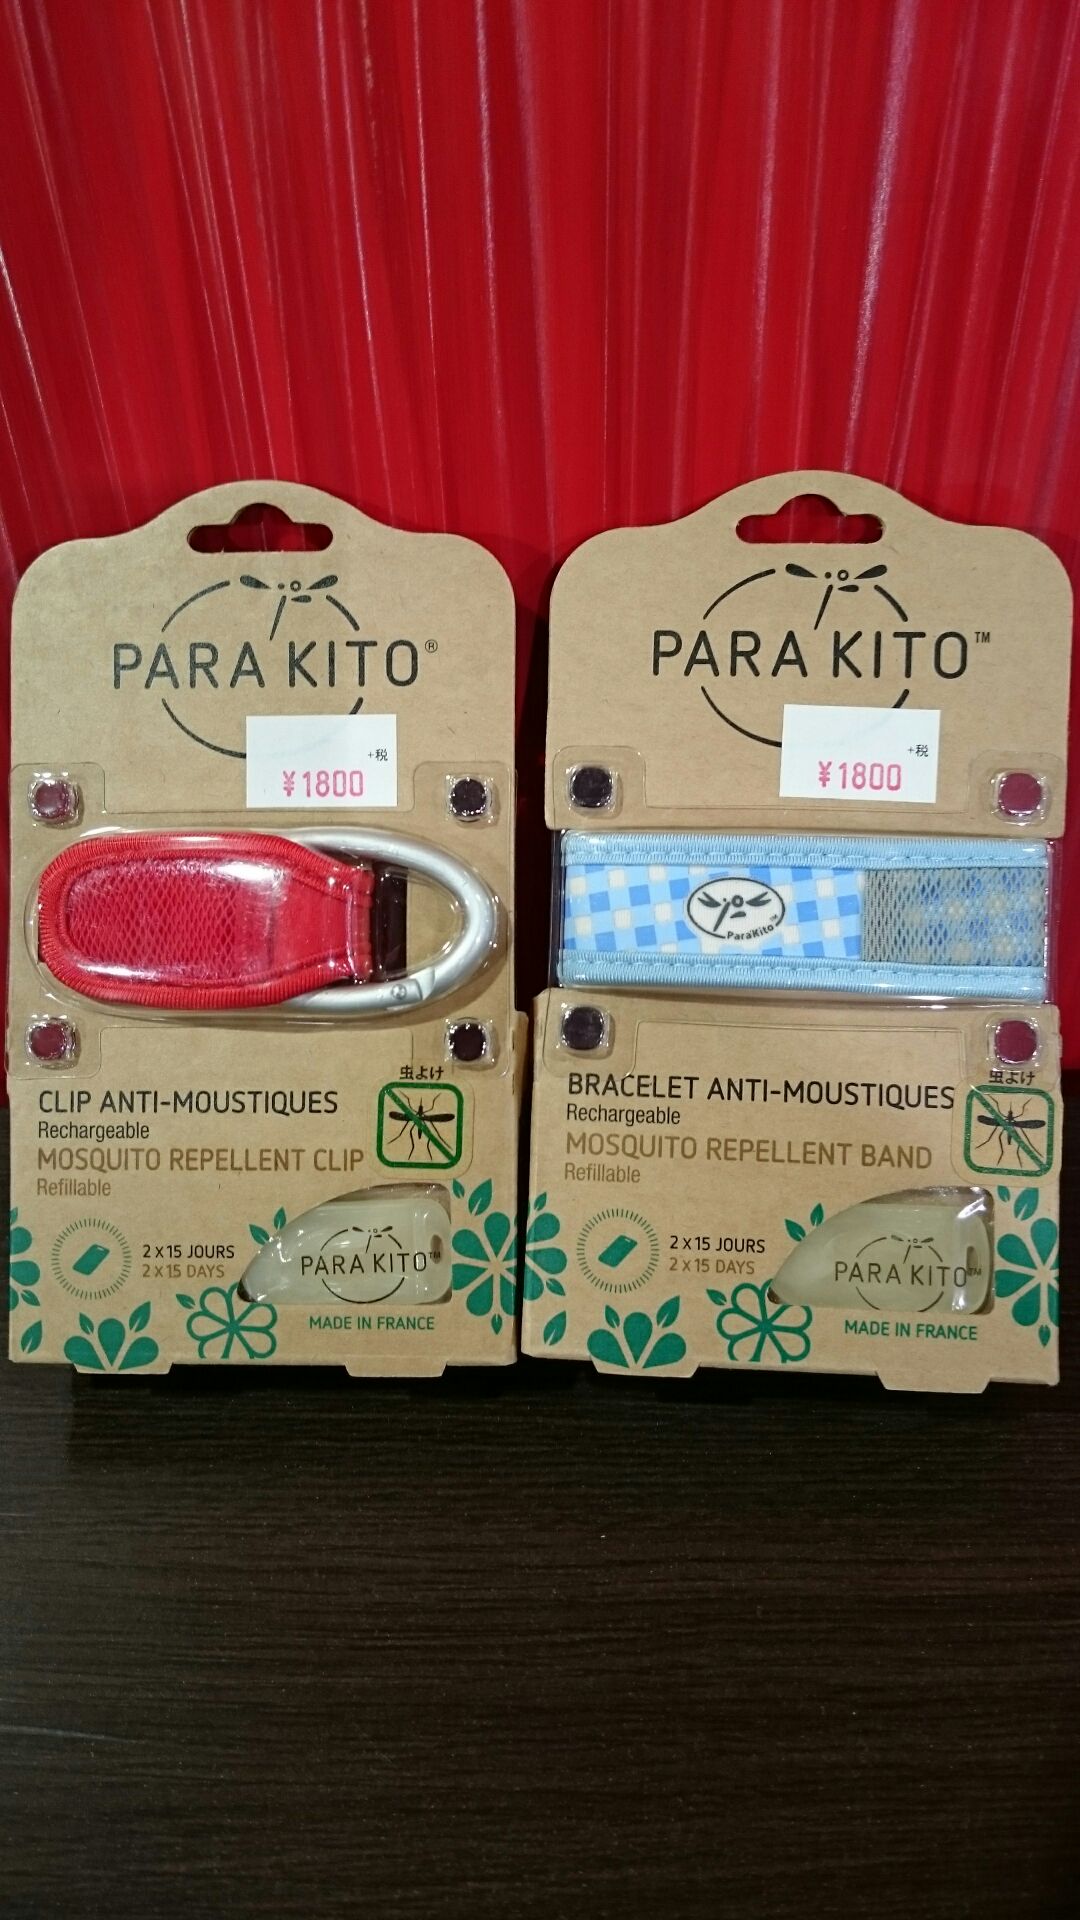 PARA KITO®
+税
¥1800
虫よけ
CLIP ANTI-MOUSTIQUES
Rechargeable
MOSQUITO REPELLENT CLIP
Refillable
2 x 15 JOURS
2 x 15 DAYS
PARA KITO™
MADE IN FRANCE
PARA KITO™
+税
¥1800
ParaKito™
虫よけ
BRACELET ANTI-MOUSTIQUES
Rechargeable
MOSQUITO REPELLENT BAND
Refillable
2 x 15 JOURS
2 x 15 DAYS
PARA KITO™
MADE IN FRANCE